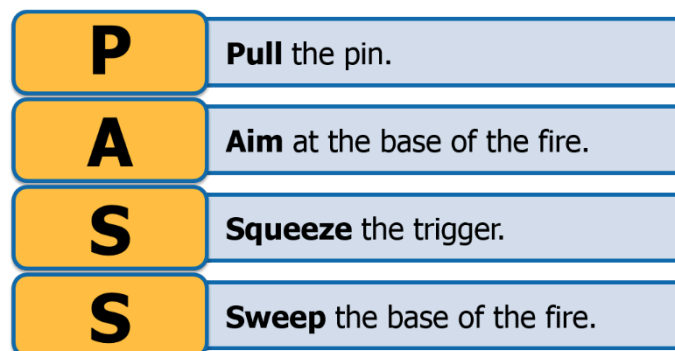 P
Pull the pin.
A
Aim at the base of the fire.
S
Squeeze the trigger.
S
Sweep the base of the fire.